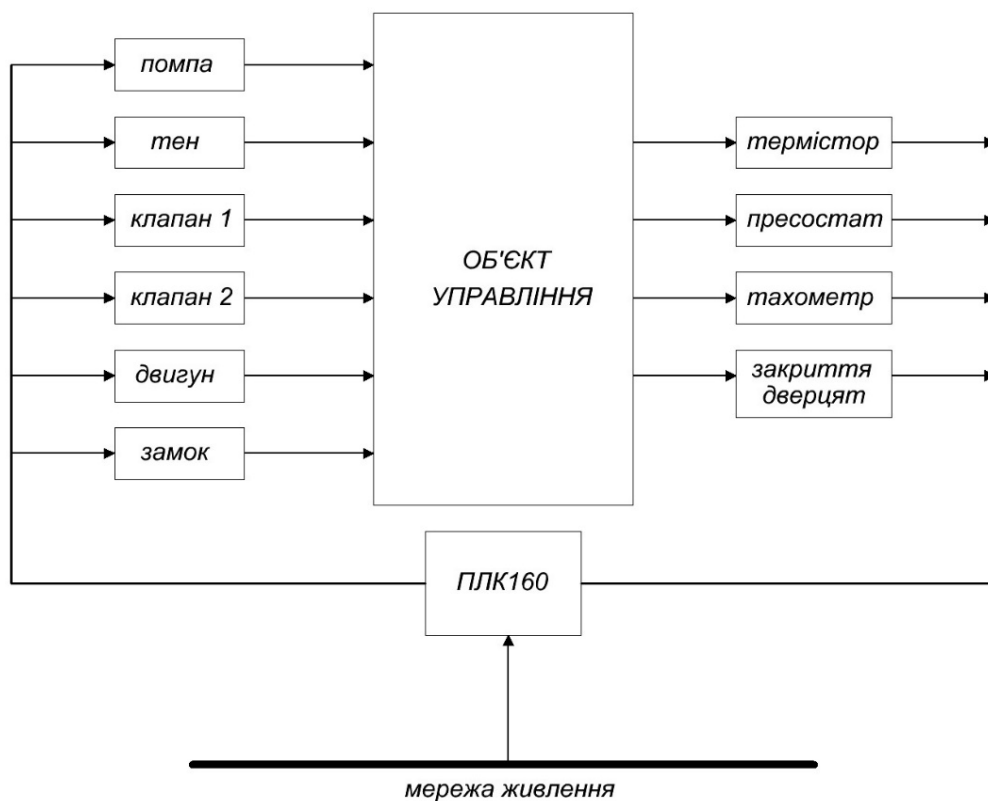 помпа
тен
клапан 1
клапан 2
двигун
замок
ОБ'ЄКТ
УПРАВЛІННЯ
термістор
пресостат
тахометр
закриття
дверцят
ПЛК160
мережа живлення